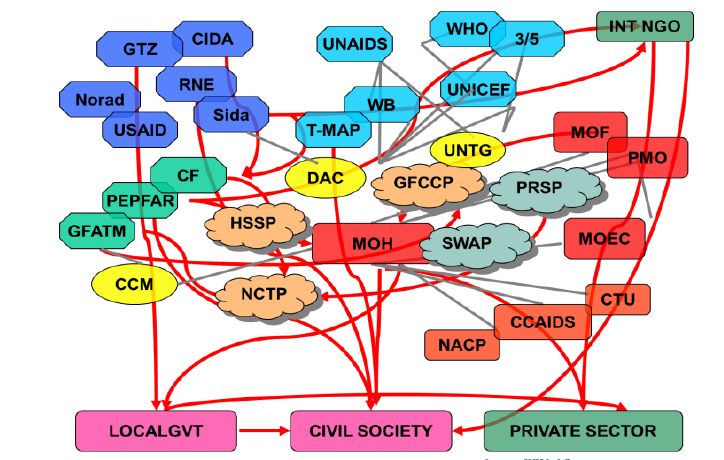 WHO
INT NGO
CIDA
3/5
GTZ
UNAIDS
RNE
UNICEF
Norad
WB
Sida
USAID
T-MAP
MOF
UNTG
PMO
CF
DAC
GFCCP
PRSP
PEPFAR
HSSP
GFATM
MOH
SWAP
MOEC
CCM
NCTP
CTU
CCAIDS
NACP
LOCALGVT
CIVIL SOCIETY
PRIVATE SECTOR